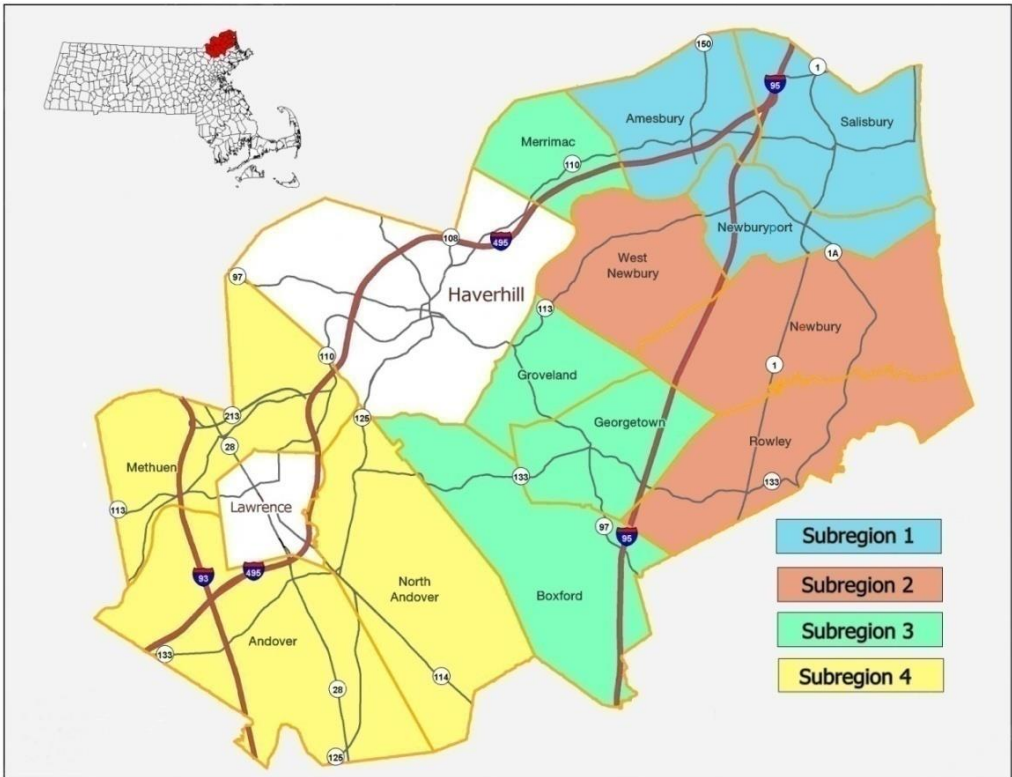 150
1
95
Amesbury
Salisbury
Merrimac
110
Newburyport
108
495
1A
West
Newbury
97
Haverhill
113
Newbury
110
1
Groveland
213
125
Georgetown
28
Rowley
Methuen
133
133
113
Lawrence
97
95
Subregion 1
93
495
North
Andover
Boxford
Subregion 2
Andover
Subregion 3
133
114
28
Subregion 4
125